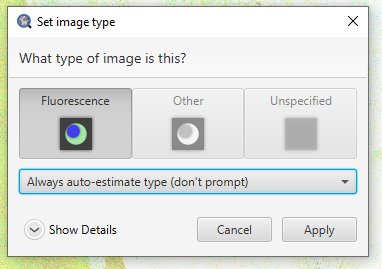 Set image type
What type of image is this?
Fluorescence
Other
Unspecified
Always auto-estimate type (don't prompt)
Show Details
Cancel
Apply